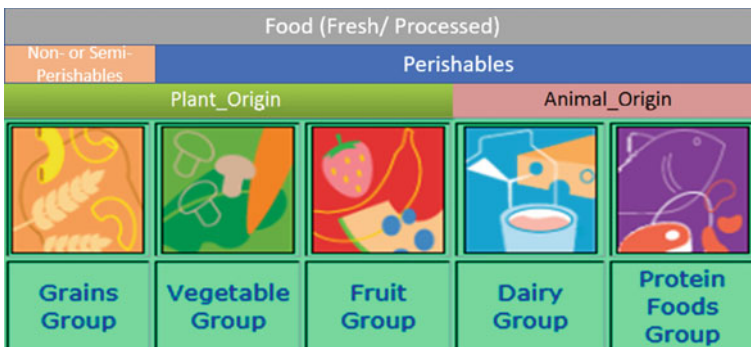 Food (Fresh/ Processed)
Non- or Semi-
Perishables
Perishables
Plant_Origin
Animal_Origin
Grains
Group
Vegetable
Group
Fruit
Group
Dairy
Group
Protein
Foods
Group